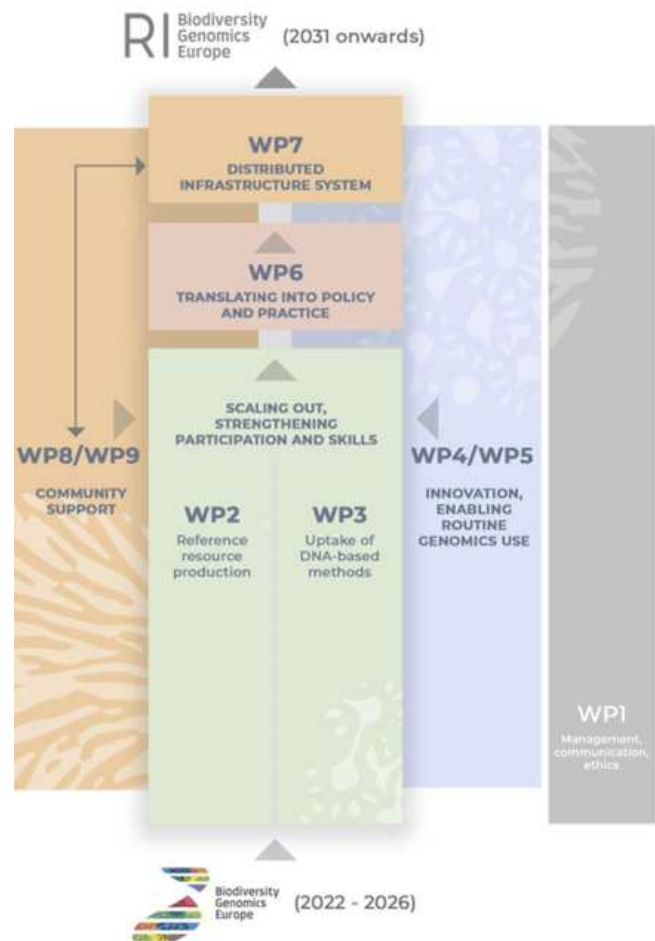 RI Biodiversity
Genomics
Europe
(2031 onwards)
WP7
DISTRIBUTED
INFRASTRUCTURE SYSTEM
WP6
TRANSLATING INTO POLICY
AND PRACTICE
SCALING OUT,
STRENGTHENING
PARTICIPATION AND SKILLS
WP8/WP9
COMMUNITY
SUPPORT
WP2
Reference
resource
production
WP3
Uptake of
DNA-based
methods
WP4/WP5
INNOVATION,
ENABLING
ROUTINE
GENOMICS USE
WP1
Management,
communication,
ethics
Biodiversity
Genomics
Europe
(2022 - 2026)